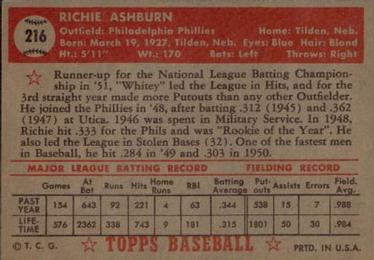 216
RICHIE ASHBURN
Outfield: Philadelphia Phillies Home: Tilden, Neb.
Born: March 19, 1927, Tilden, Neb. Eyes: Blue Hair: Blond
Ht.: 5'11" Wt.: 170 Bats: Left Throws: Right
Runner-up for the National League Batting Champion-
ship in '51, "Whitey" led the League in Hits, and for
the 3rd straight year made more Putouts than any other Outfielder.
He joined the Phillies in '48, after batting .312 (1945) and .362
(1947) at Utica. 1946 was spent in Military Service. In 1948,
Richie hit .333 for the Phils and was "Rookie of the Year". He
also led the League in Stolen Bases (32). One of the fastest men
in Baseball, he hit .284 in '49 and .303 in 1950.
MAJOR LEAGUE BATTING RECORD FIELDING RECORD
Games At Bat Runs Hits Home Runs RBI Batting Average Put-outs Assists Errors Field. Avg.
PAST YEAR 154 643 92 221 4 63 .344 538 15 7 .988
LIFE-TIME 576 2362 338 743 9 181 .315 1801 50 30 .984
© T. C. G. TOPPS BASEBALL PRTD. IN U.S.A.